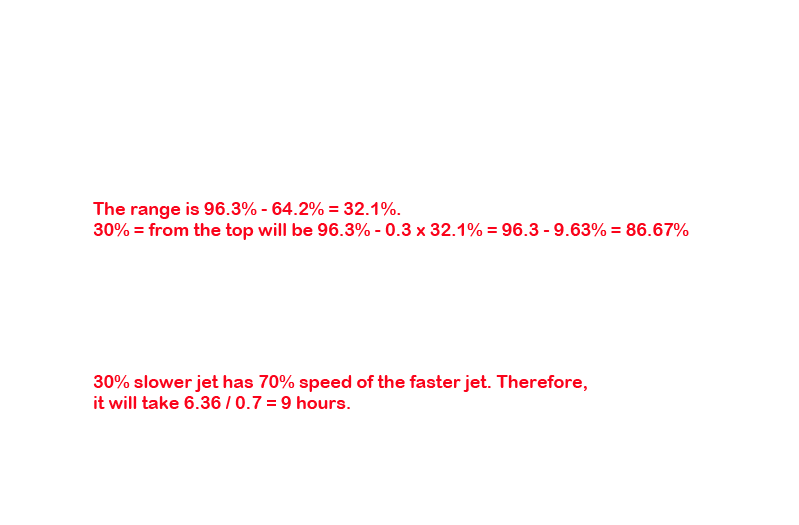 The range is 96.3% - 64.2% = 32.1%.
30% = from the top will be 96.3% - 0.3 x 32.1% = 96.3 - 9.63% = 86.67%
30% slower jet has 70% speed of the faster jet. Therefore,
it will take 6.36 / 0.7 = 9 hours.